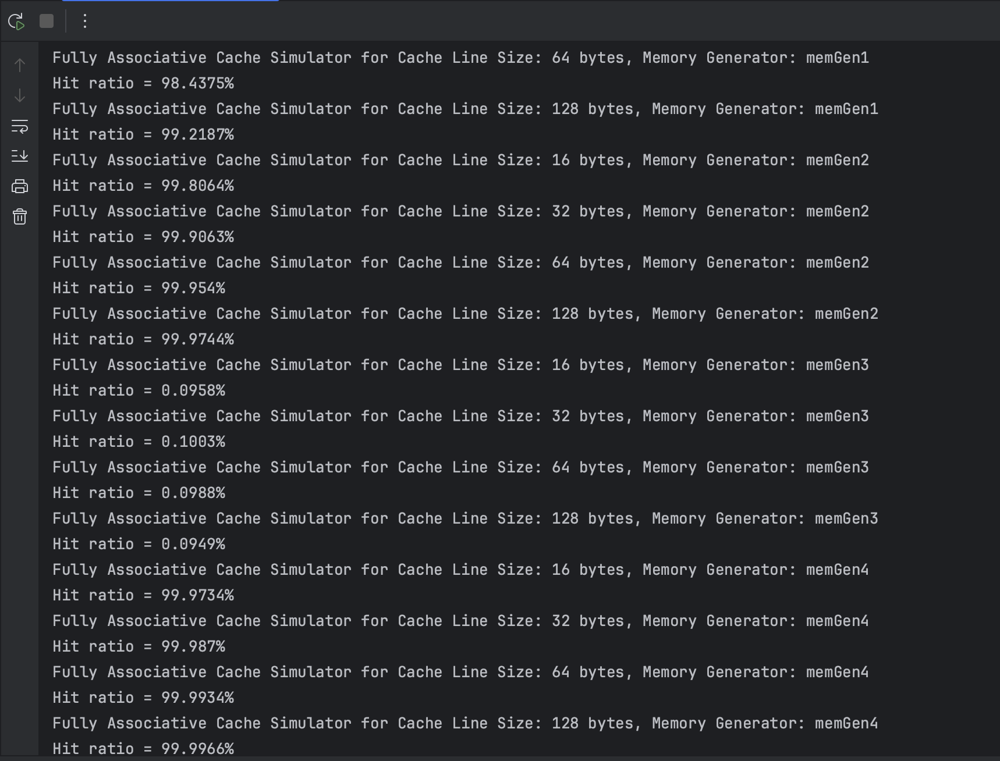 Fully Associative Cache Simulator for Cache Line Size: 64 bytes, Memory Generator: memGen1
Hit ratio = 98.4375%
Fully Associative Cache Simulator for Cache Line Size: 128 bytes, Memory Generator: memGen1
Hit ratio = 99.2187%
Fully Associative Cache Simulator for Cache Line Size: 16 bytes, Memory Generator: memGen2
Hit ratio = 99.8064%
Fully Associative Cache Simulator for Cache Line Size: 32 bytes, Memory Generator: memGen2
Hit ratio = 99.9063%
Fully Associative Cache Simulator for Cache Line Size: 64 bytes, Memory Generator: memGen2
Hit ratio = 99.954%
Fully Associative Cache Simulator for Cache Line Size: 128 bytes, Memory Generator: memGen2
Hit ratio = 99.9744%
Fully Associative Cache Simulator for Cache Line Size: 16 bytes, Memory Generator: memGen3
Hit ratio = 0.0958%
Fully Associative Cache Simulator for Cache Line Size: 32 bytes, Memory Generator: memGen3
Hit ratio = 0.1003%
Fully Associative Cache Simulator for Cache Line Size: 64 bytes, Memory Generator: memGen3
Hit ratio = 0.0988%
Fully Associative Cache Simulator for Cache Line Size: 128 bytes, Memory Generator: memGen3
Hit ratio = 0.0949%
Fully Associative Cache Simulator for Cache Line Size: 16 bytes, Memory Generator: memGen4
Hit ratio = 99.9734%
Fully Associative Cache Simulator for Cache Line Size: 32 bytes, Memory Generator: memGen4
Hit ratio = 99.987%
Fully Associative Cache Simulator for Cache Line Size: 64 bytes, Memory Generator: memGen4
Hit ratio = 99.9934%
Fully Associative Cache Simulator for Cache Line Size: 128 bytes, Memory Generator: memGen4
Hit ratio = 99.9966%